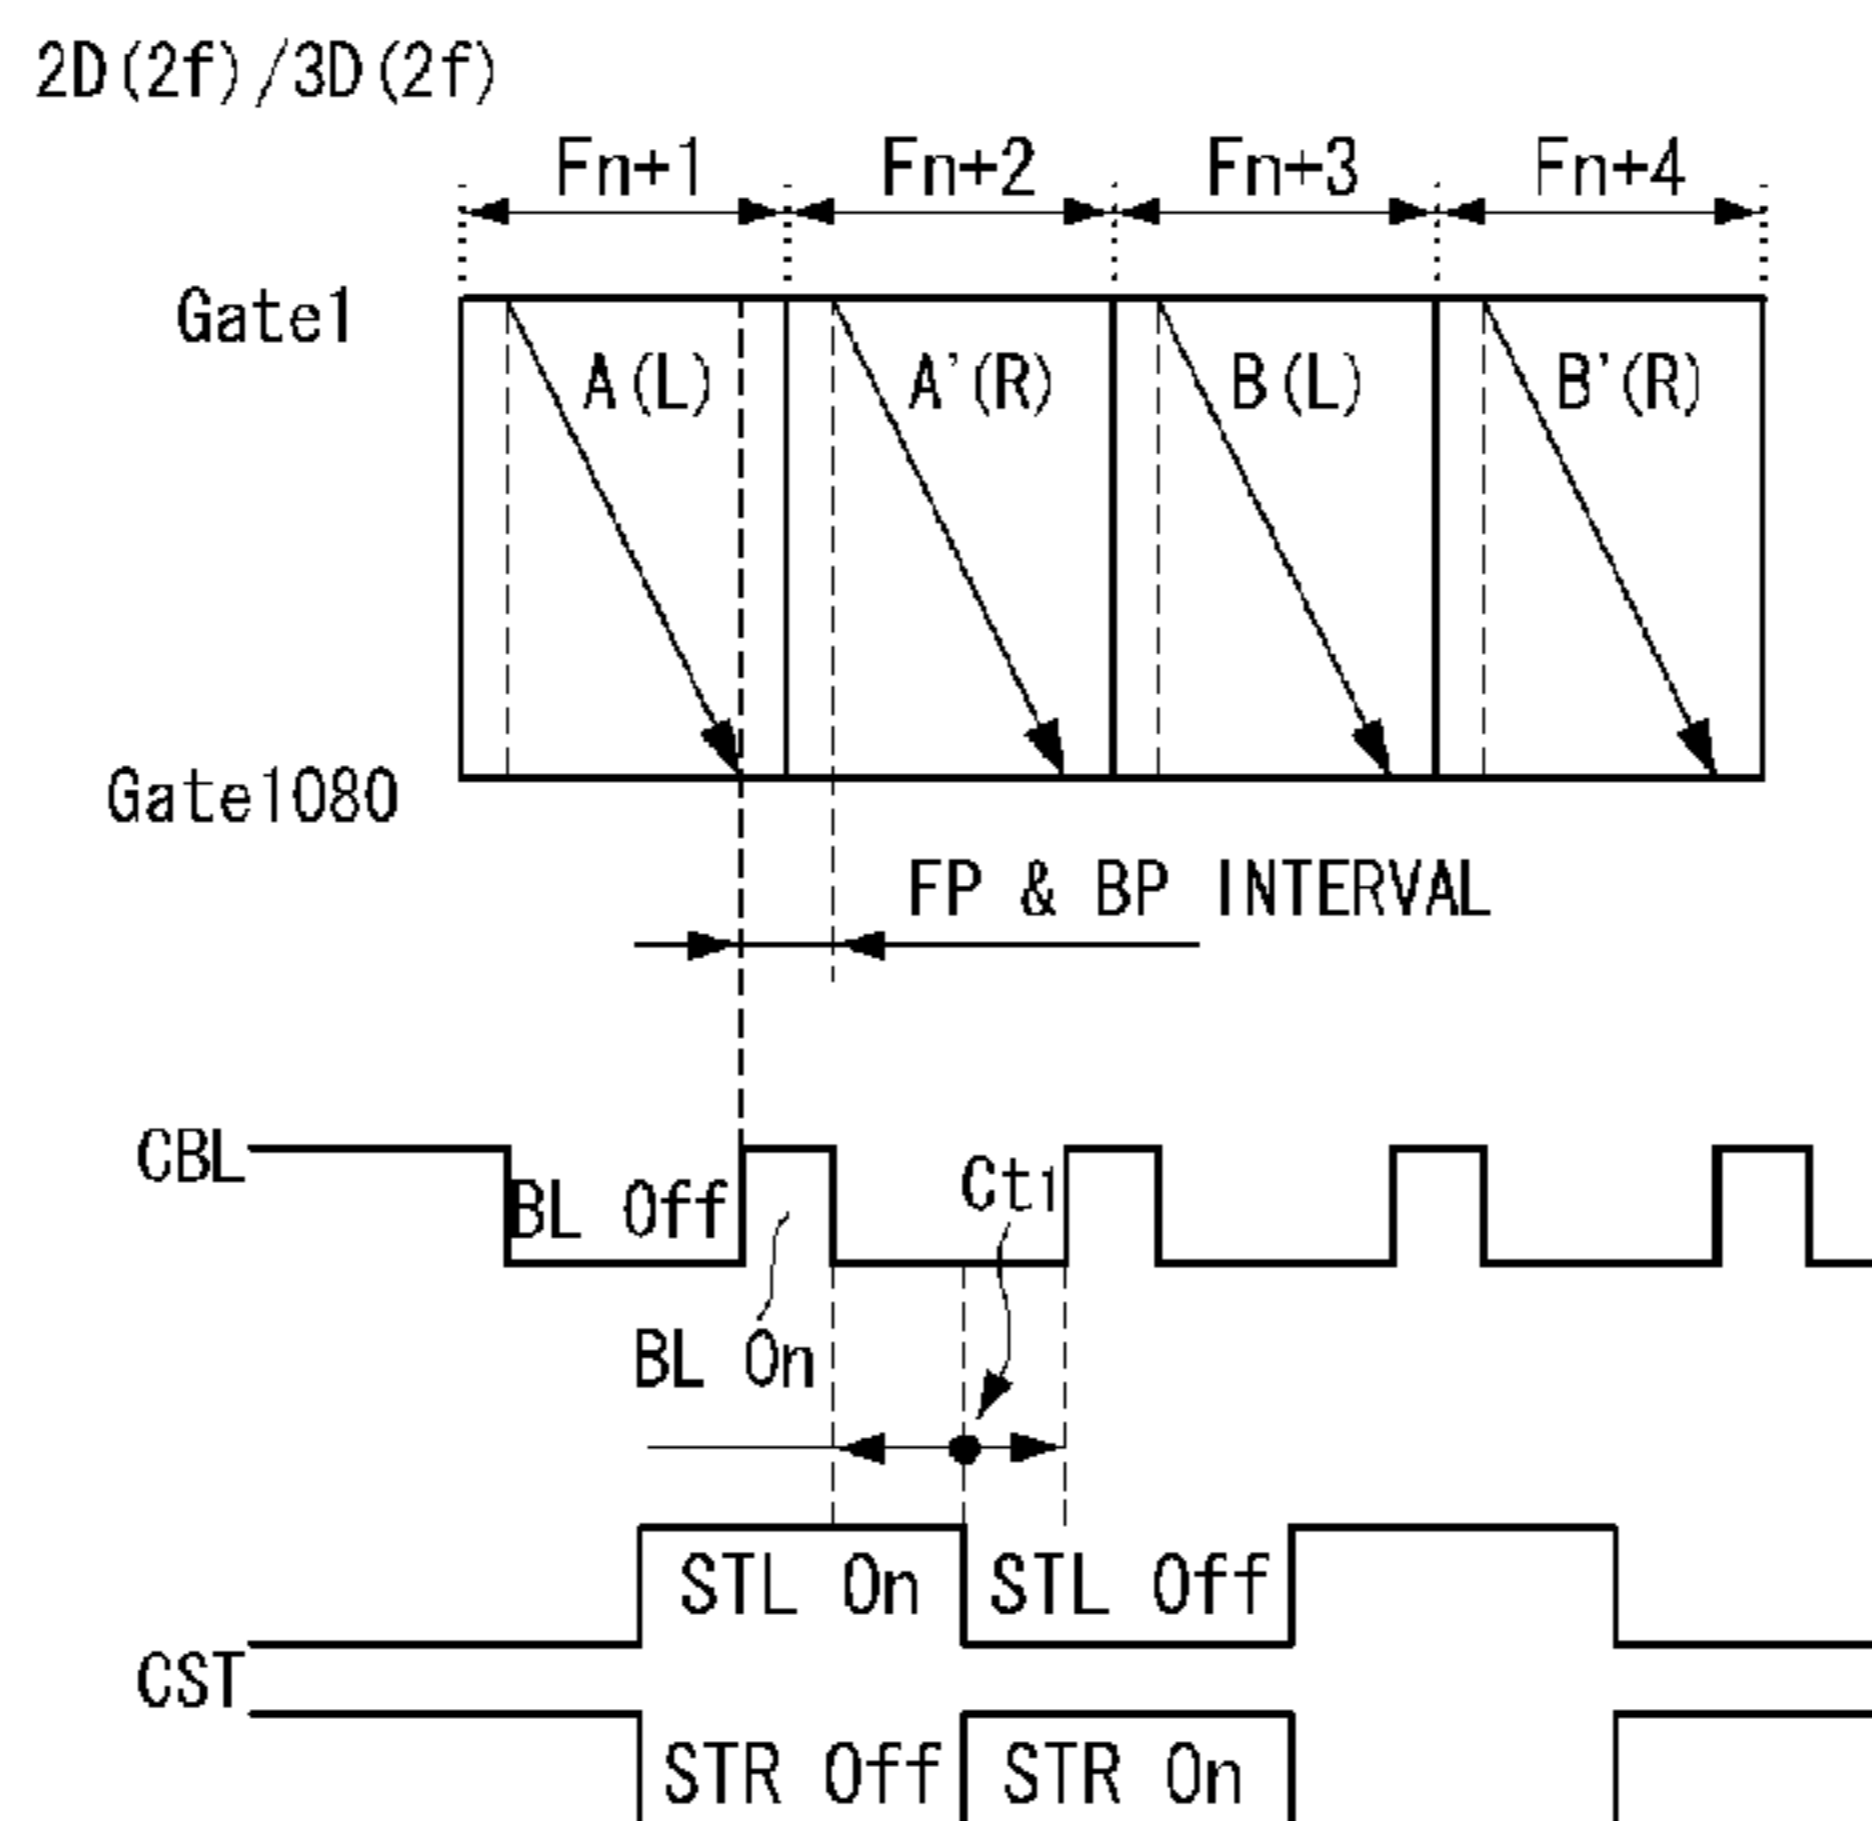 2D(2f)/3D(2f)
Fn+1 Fn+2 Fn+3 Fn+4
Gate1
A(L) A'(R) B(L) B'(R)
Gate1080
FP & BP INTERVAL
CBL
BL Off
Ct1
BL On
STL On STL Off
CST
STR Off STR On